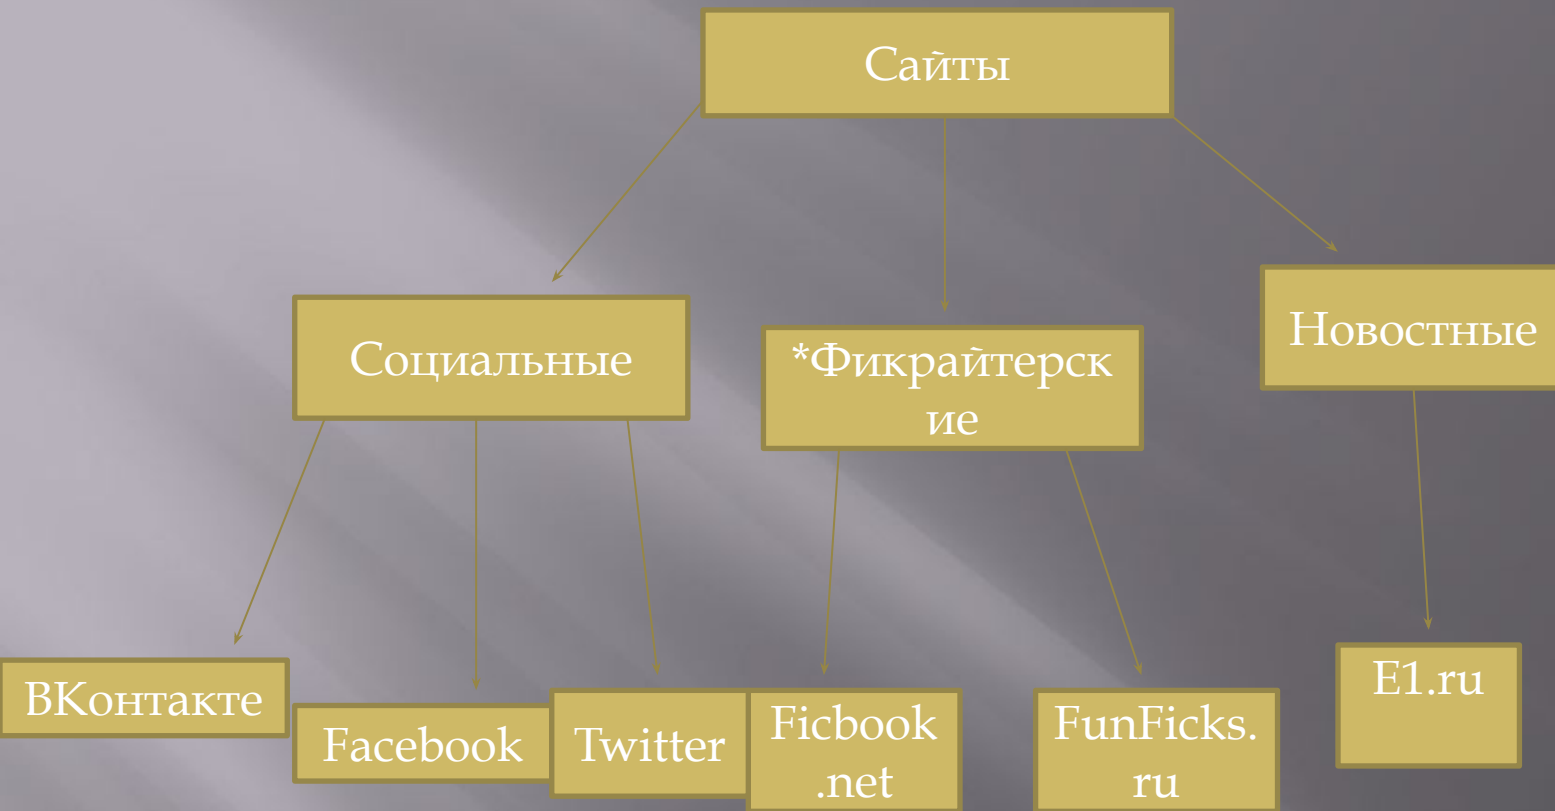 Сайты
Социальные
*Фикрайтерск
ие
Новостные
ВКонтакте
Facebook
Twitter
Ficbook
.net
FunFicks.
ru
E1.ru